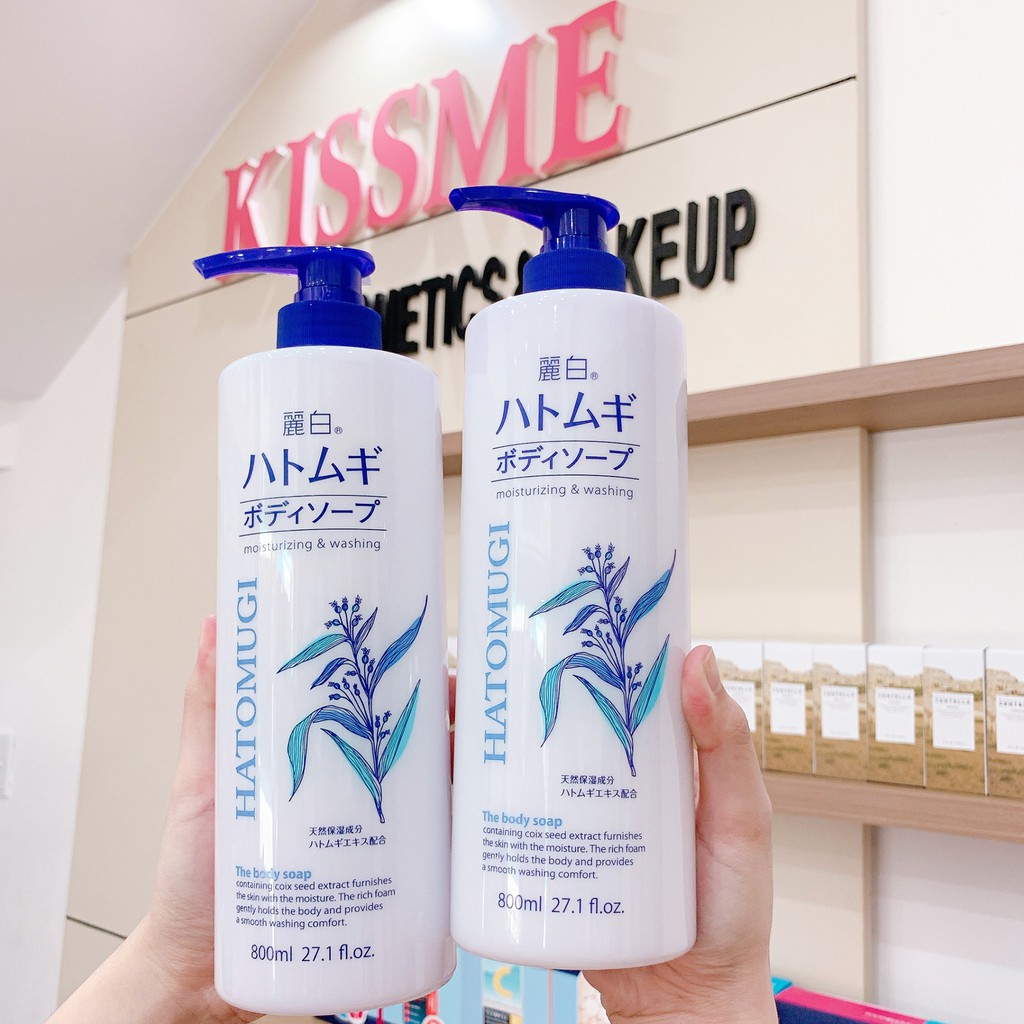 KISSME
METICS & KEUP
麗白®
ハトムギ
ボディソープ
moisturizing & washing
HATOMUGI
天然保湿成分
ハトムギエキス配合
The body soap
containing coix seed extract furnishes
the skin with the moisture. The rich foam
gently holds the body and provides
a smooth washing comfort.
800ml 27.1 fl.oz.
麗白®
ハトムギ
ボディソープ
moisturizing & washing
HATOMUGI
天然保湿成分
ハトムギエキス配合
The body soap
containing coix seed extract furnishes
the skin with the moisture. The rich foam
gently holds the body and provides
a smooth washing comfort.
800ml 27.1 fl.oz.